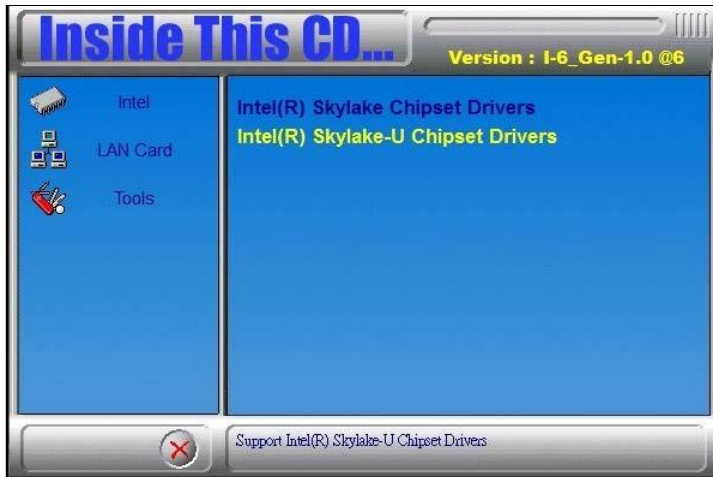 Inside This CD...
Version : I-6_Gen-1.0 @6
Intel
LAN Card
Tools
Intel(R) Skylake Chipset Drivers
Intel(R) Skylake-U Chipset Drivers
Support Intel(R) Skylake-U Chipset Drivers